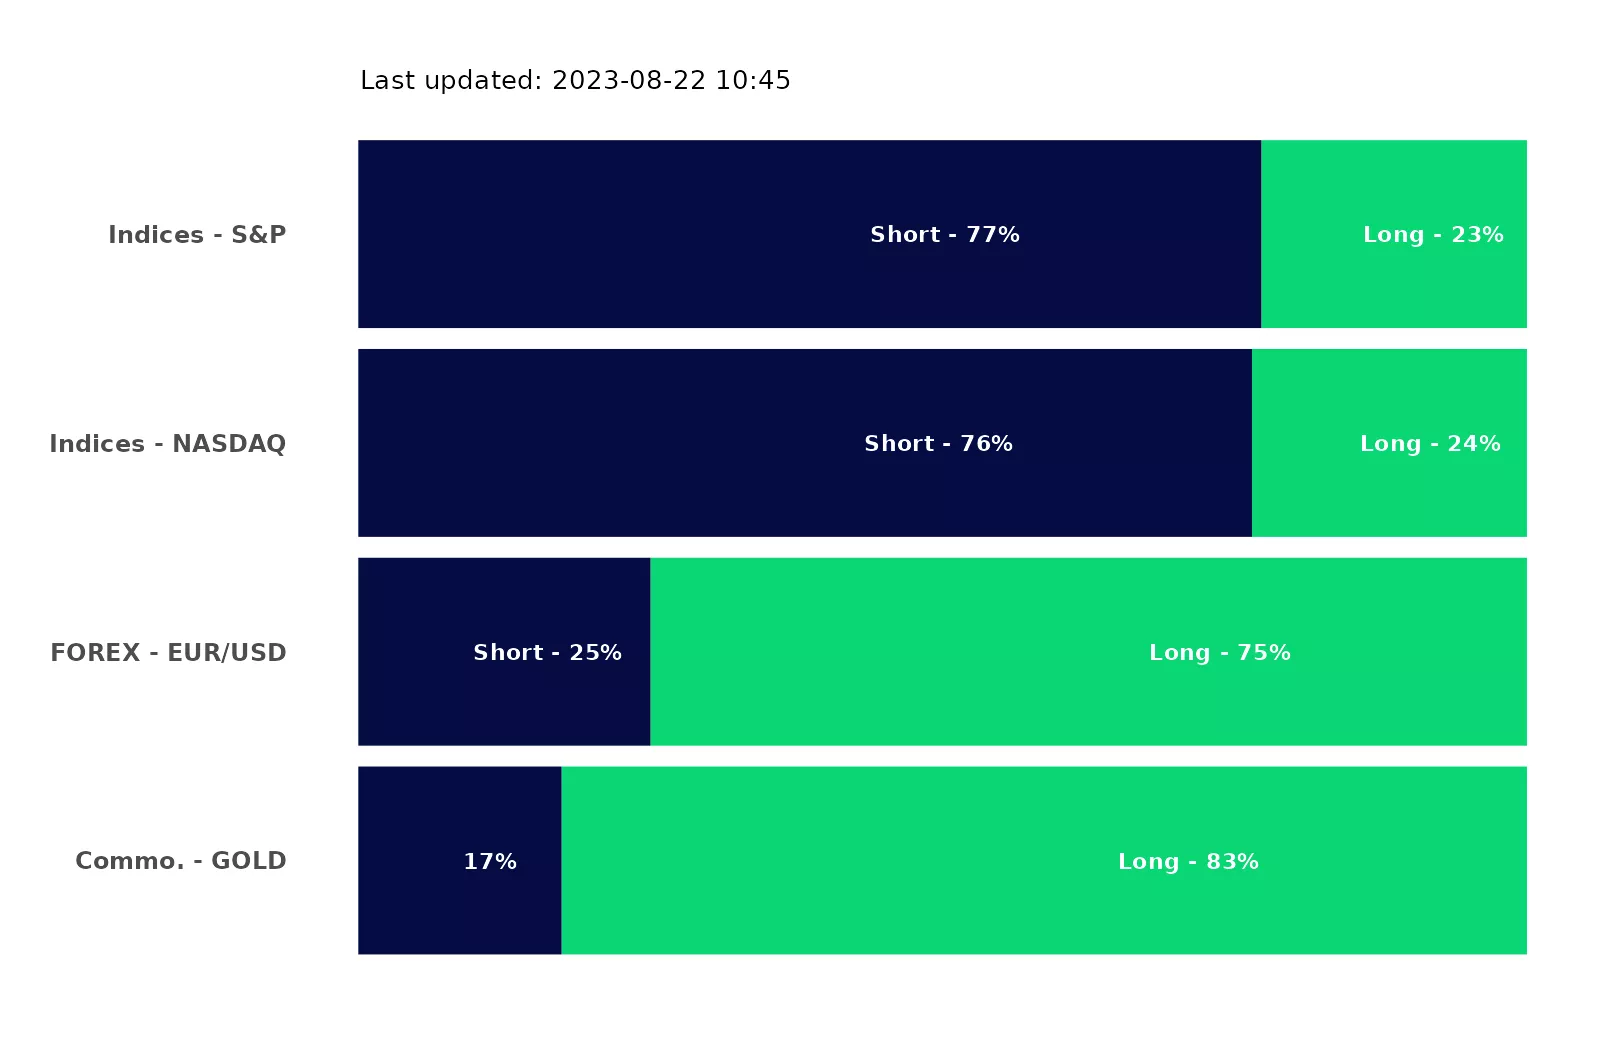 Last updated: 2023-08-22 10:45
Indices - S&P Short - 77% Long - 23%
Indices - NASDAQ Short - 76% Long - 24%
FOREX - EUR/USD Short - 25% Long - 75%
Commo. - GOLD 17% Long - 83%